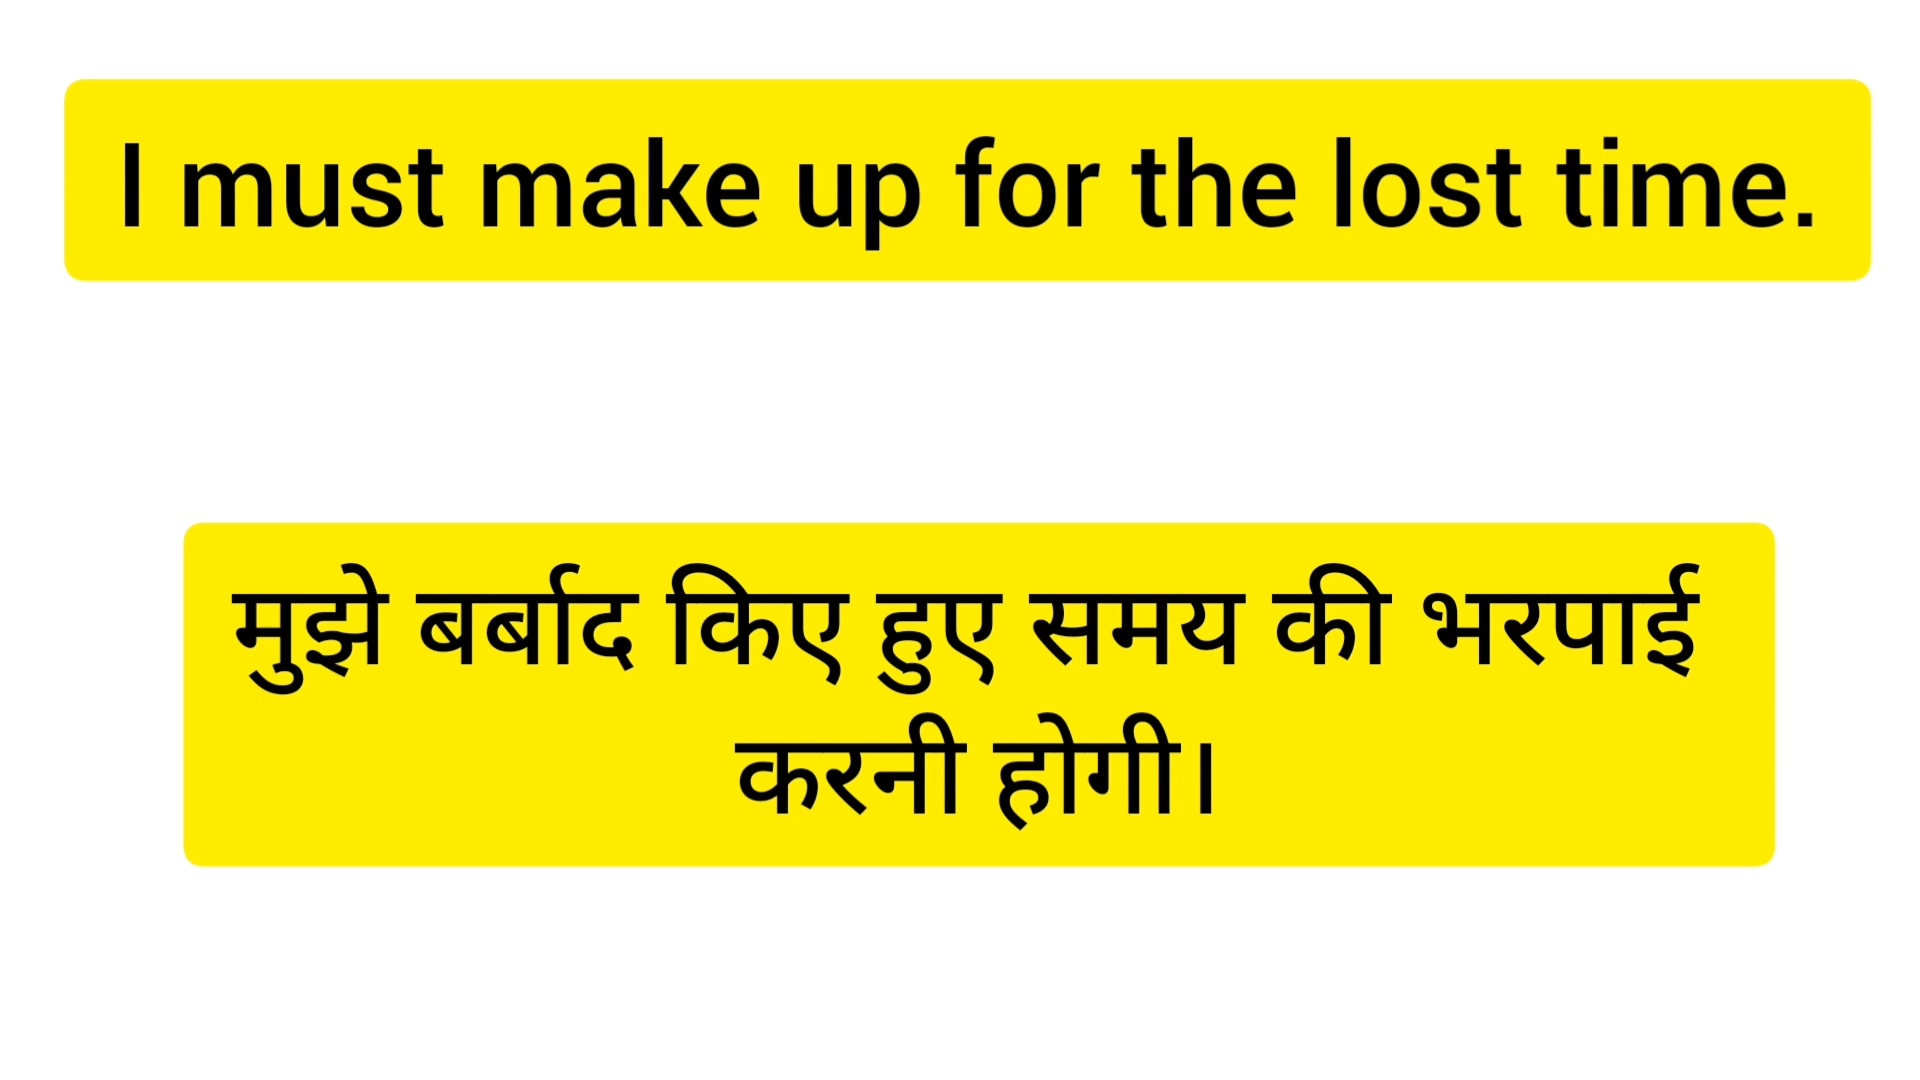 I must make up for the lost time.
मुझे बर्बाद किए हुए समय की भरपाई
करनी होगी।